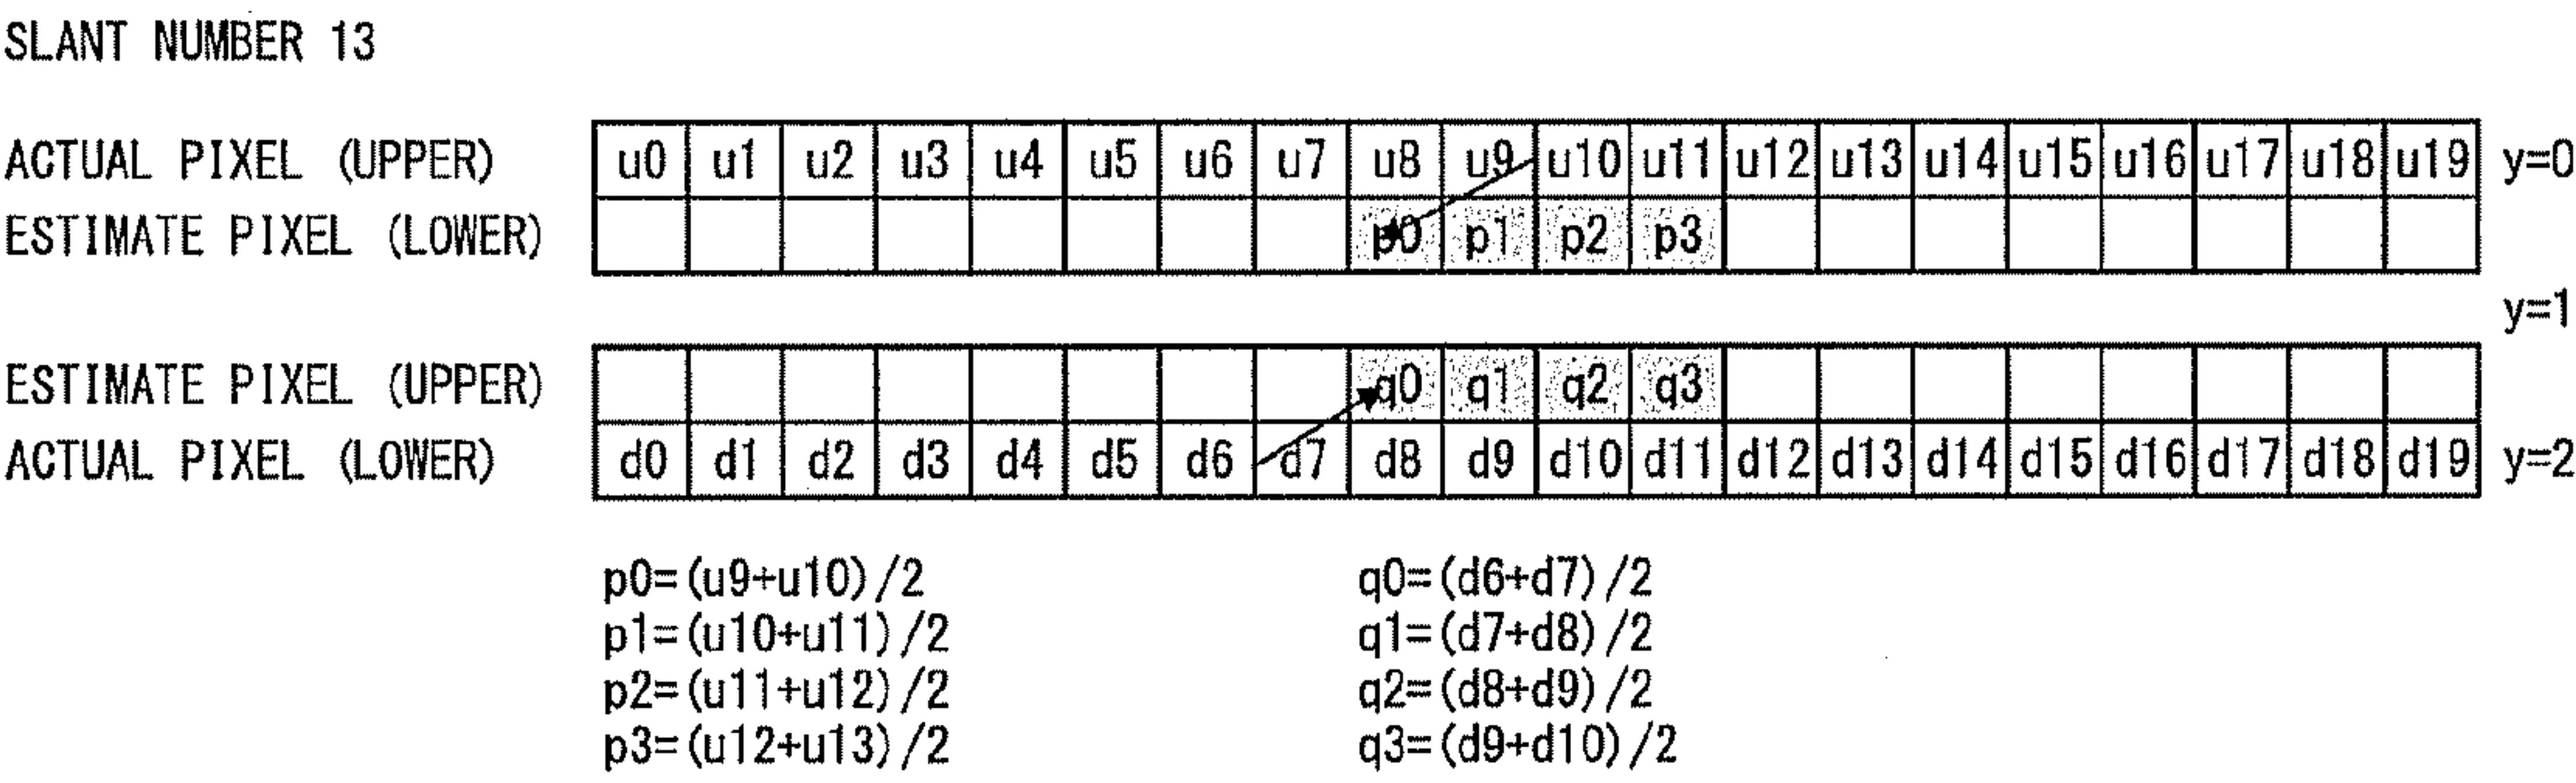 SLANT NUMBER 13
ACTUAL PIXEL (UPPER) u0 u1 u2 u3 u4 u5 u6 u7 u8 u9 u10 u11 u12 u13 u14 u15 u16 u17 u18 u19 y=0
ESTIMATE PIXEL (LOWER) p0 p1 p2 p3
y=1
ESTIMATE PIXEL (UPPER) q0 q1 q2 q3
ACTUAL PIXEL (LOWER) d0 d1 d2 d3 d4 d5 d6 d7 d8 d9 d10 d11 d12 d13 d14 d15 d16 d17 d18 d19 y=2
p0=(u9+u10)/2 q0=(d6+d7)/2
p1=(u10+u11)/2 q1=(d7+d8)/2
p2=(u11+u12)/2 q2=(d8+d9)/2
p3=(u12+u13)/2 q3=(d9+d10)/2